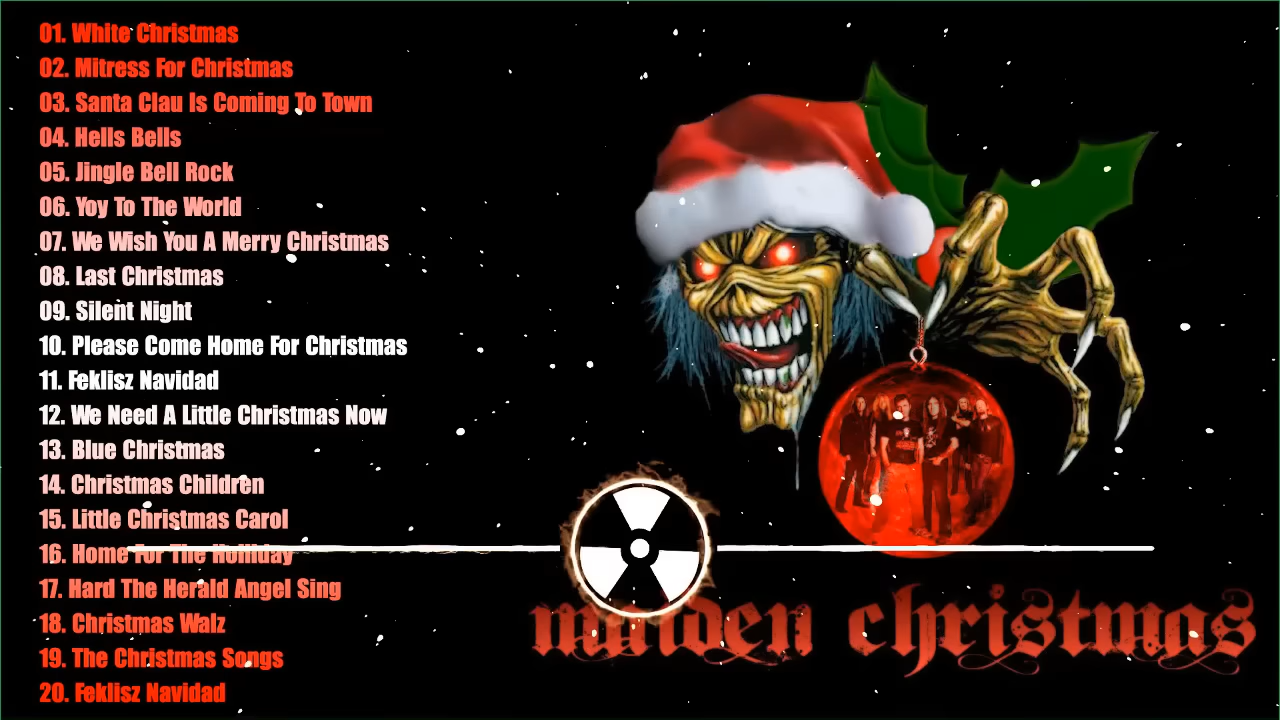 01. White Christmas
02. Mitress For Christmas
03. Santa Clau Is Coming To Town
04. Hells Bells
05. Jingle Bell Rock
06. Yoy To The World
07. We Wish You A Merry Christmas
08. Last Christmas
09. Silent Night
10. Please Come Home For Christmas
11. Feklisz Navidad
12. We Need A Little Christmas Now
13. Blue Christmas
14. Christmas Children
15. Little Christmas Carol
16. Home For The Holliday
17. Hard The Herald Angel Sing
18. Christmas Walz
19. The Christmas Songs
20. Feklisz Navidad
maiden christmas